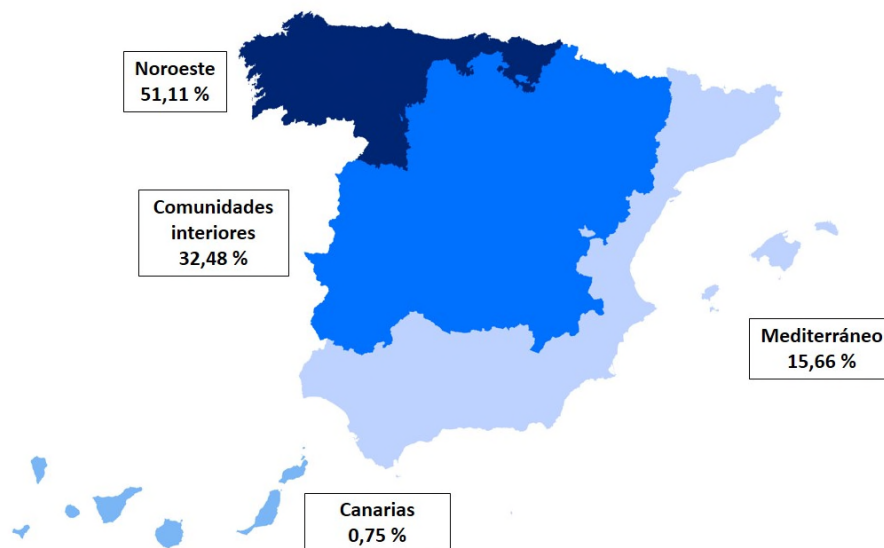 Noroeste
51,11 %
Comunidades
interiores
32,48 %
Mediterráneo
15,66 %
Canarias
0,75 %